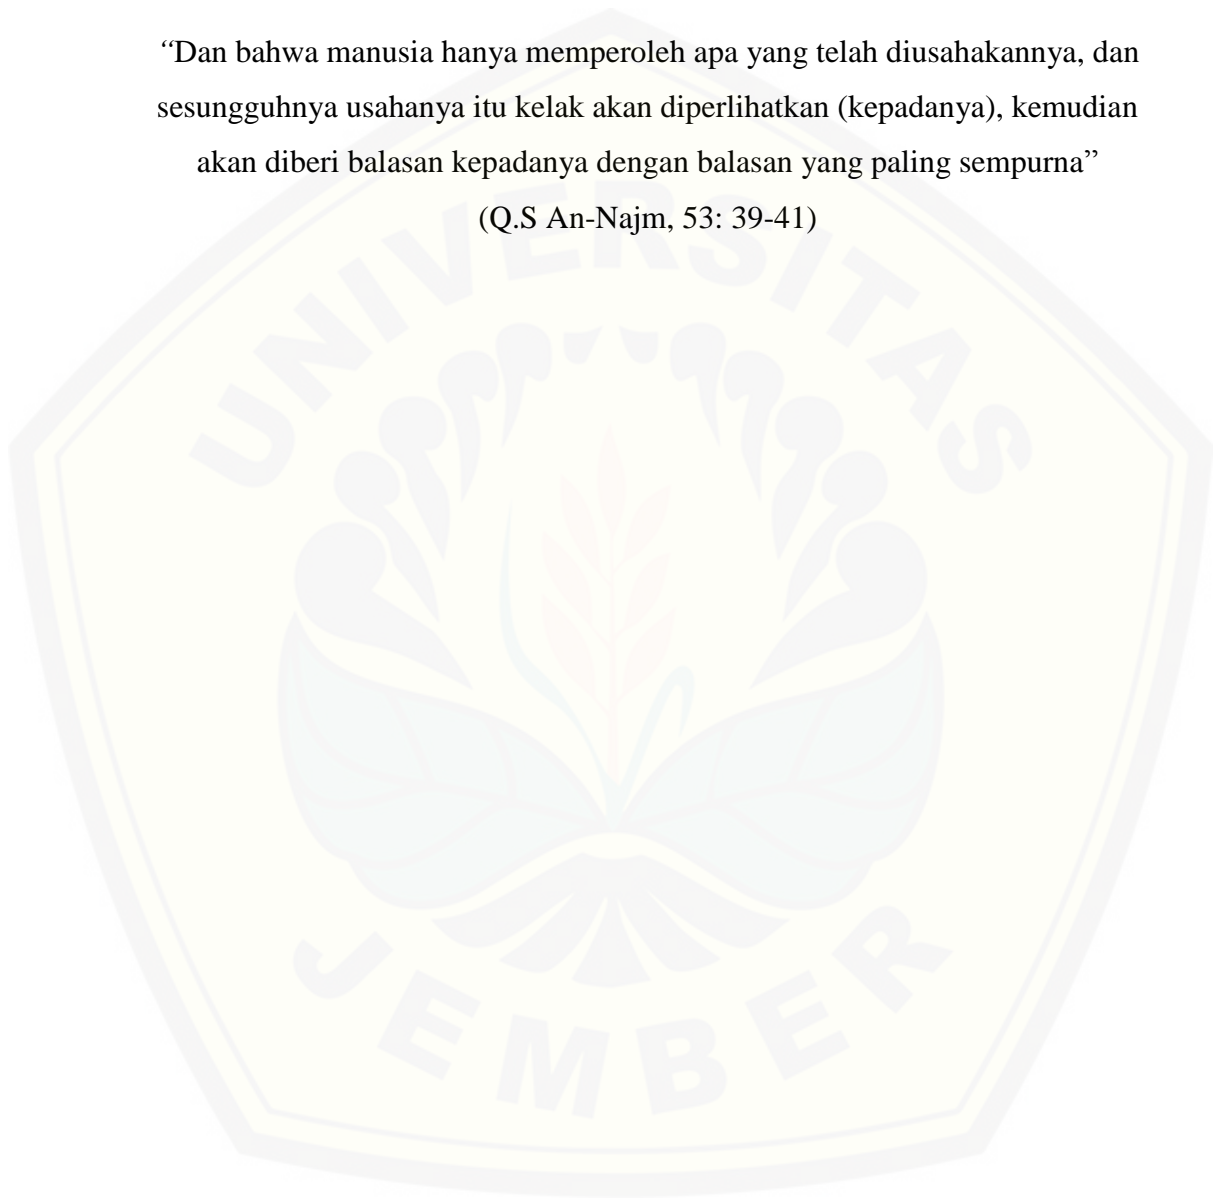 “Dan bahwa manusia hanya memperoleh apa yang telah diusahakannya, dan
sesungguhnya usahanya itu kelak akan diperlihatkan (kepadanya), kemudian
akan diberi balasan kepadanya dengan balasan yang paling sempurna”
(Q.S An-Najm, 53: 39-41)
UNIVERSITAS
JEMBER